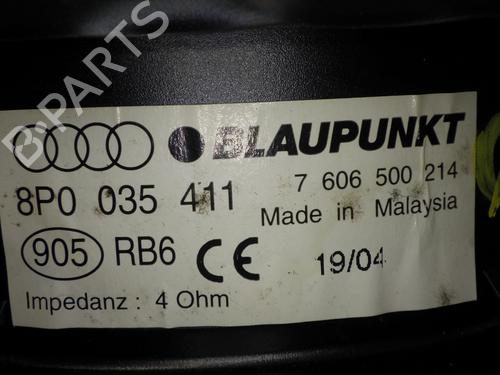 BLAUPUNKT
8P0 035 411
7 606 500 214
Made in Malaysia
905 RB6 CE 19/04
Impedanz : 4 Ohm
B-PARTS